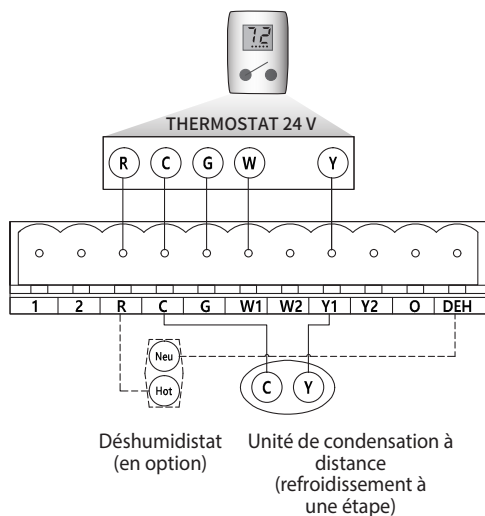 72
THERMOSTAT 24 V
R C G W Y
1 2 R C G W1 W2 Y1 Y2 O DEH
Neu
Hot
C Y
Déshumidistat
(en option)
Unité de condensation à
distance
(refroidissement à
une étape)